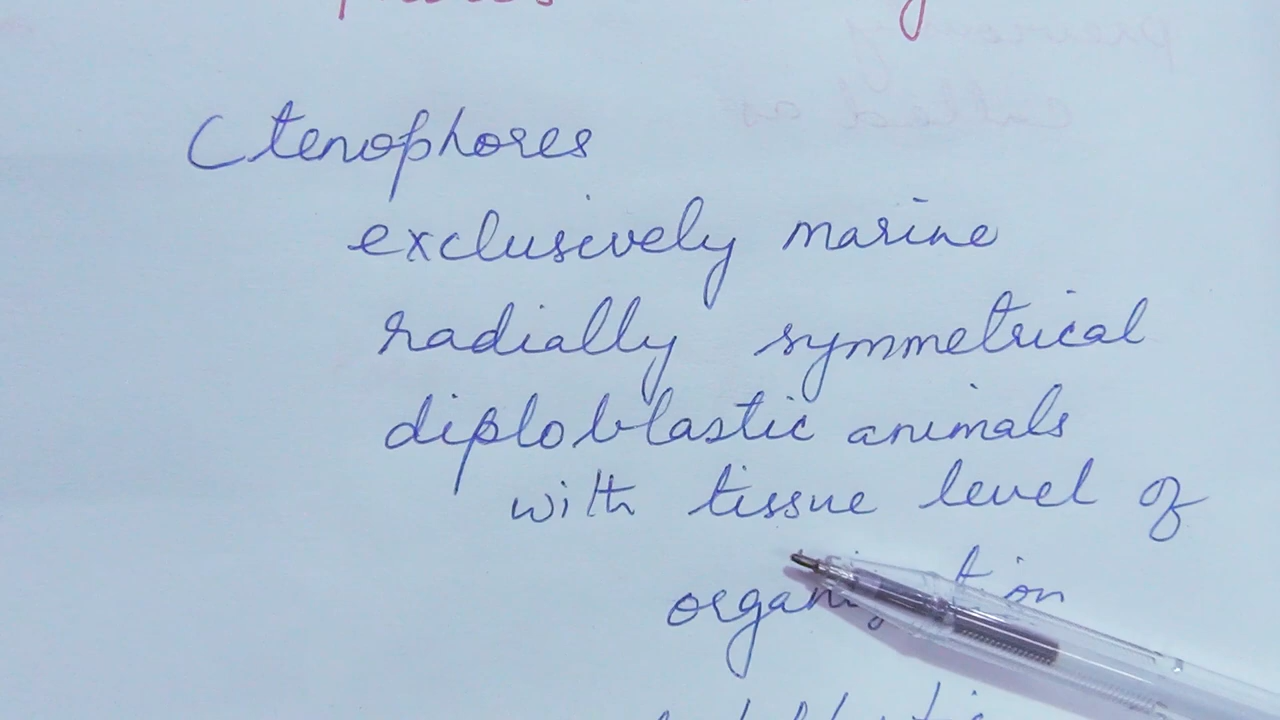 Ctenophores
exclusively marine
radially symmetrical
diploblastic animals
with tissue level of